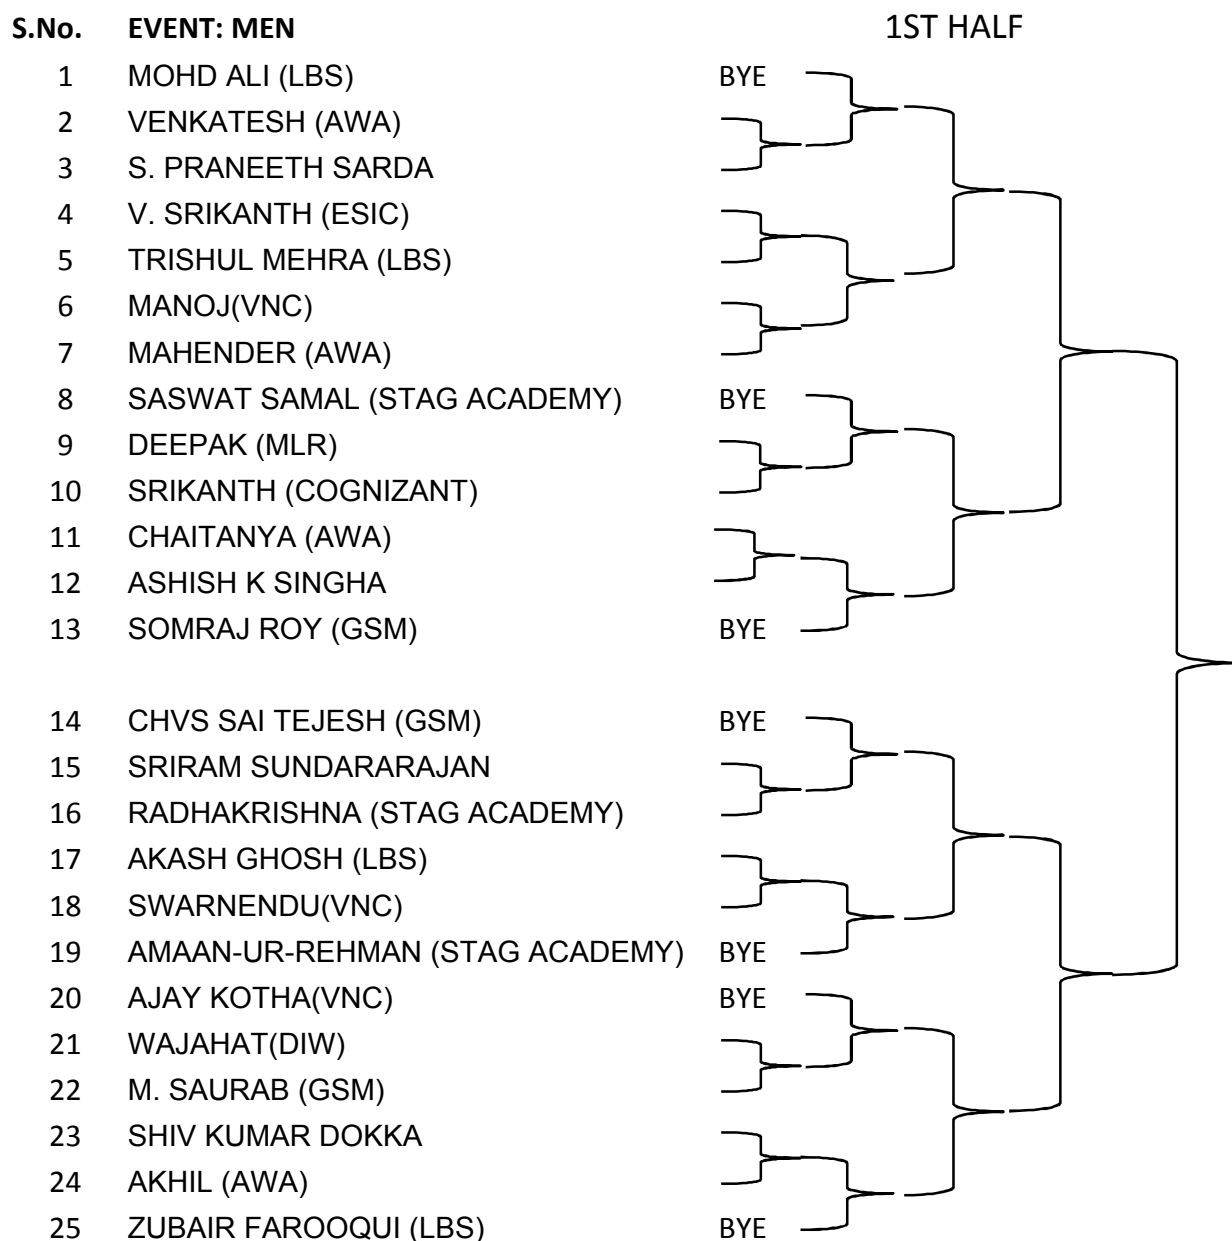 S.No. EVENT: MEN 1ST HALF
1 MOHD ALI (LBS) BYE
2 VENKATESH (AWA)
3 S. PRANEETH SARDA
4 V. SRIKANTH (ESIC)
5 TRISHUL MEHRA (LBS)
6 MANOJ(VNC)
7 MAHENDER (AWA)
8 SASWAT SAMAL (STAG ACADEMY) BYE
9 DEEPAK (MLR)
10 SRIKANTH (COGNIZANT)
11 CHAITANYA (AWA)
12 ASHISH K SINGHA
13 SOMRAJ ROY (GSM) BYE
14 CHVS SAI TEJESH (GSM) BYE
15 SRIRAM SUNDARARAJAN
16 RADHAKRISHNA (STAG ACADEMY)
17 AKASH GHOSH (LBS)
18 SWARNENDU(VNC)
19 AMAAN-UR-REHMAN (STAG ACADEMY) BYE
20 AJAY KOTHA(VNC) BYE
21 WAJAHAT(DIW)
22 M. SAURAB (GSM)
23 SHIV KUMAR DOKKA
24 AKHIL (AWA)
25 ZUBAIR FAROOQUI (LBS) BYE